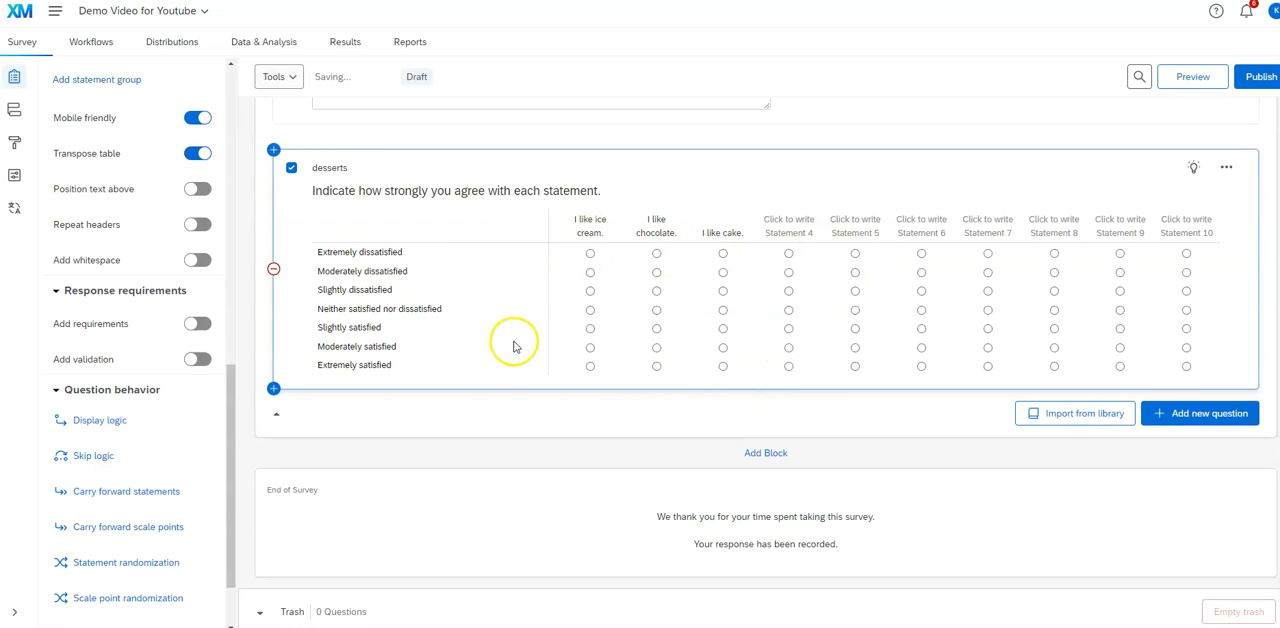 XM Demo Video for Youtube 6 K
Survey Workflows Distributions Data & Analysis Results Reports
Add statement group
Tools Saving... Draft Preview Publish
Mobile friendly
Transpose table
Position text above
Repeat headers
Add whitespace
Response requirements
Add requirements
Add validation
Question behavior
Display logic
Skip logic
Carry forward statements
Carry forward scale points
Statement randomization
Scale point randomization
desserts
Indicate how strongly you agree with each statement.
I like ice cream.
I like chocolate.
I like cake.
Click to write Statement 4
Click to write Statement 5
Click to write Statement 6
Click to write Statement 7
Click to write Statement 8
Click to write Statement 9
Click to write Statement 10
Extremely dissatisfied
Moderately dissatisfied
Slightly dissatisfied
Neither satisfied nor dissatisfied
Slightly satisfied
Moderately satisfied
Extremely satisfied
Import from library Add new question
Add Block
End of Survey
We thank you for your time spent taking this survey.
Your response has been recorded.
Trash 0 Questions Empty trash